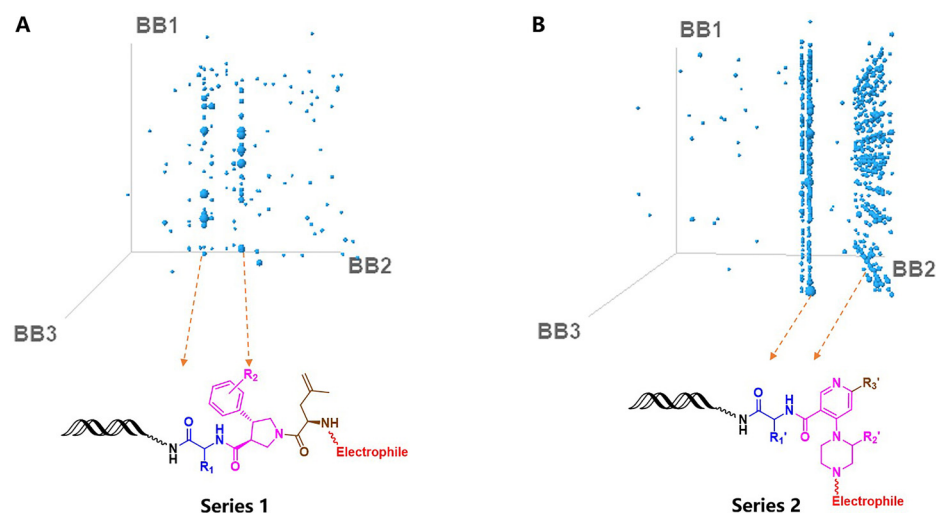 A
BB1
BB2
BB3
R2
NH
O
H
N
N
H
R1
O
N
O
Electrophile
Series 1
B
BB1
BB2
BB3
N
R3'
O
H
N
N
H
R1'
O
N
R2'
N
Electrophile
Series 2